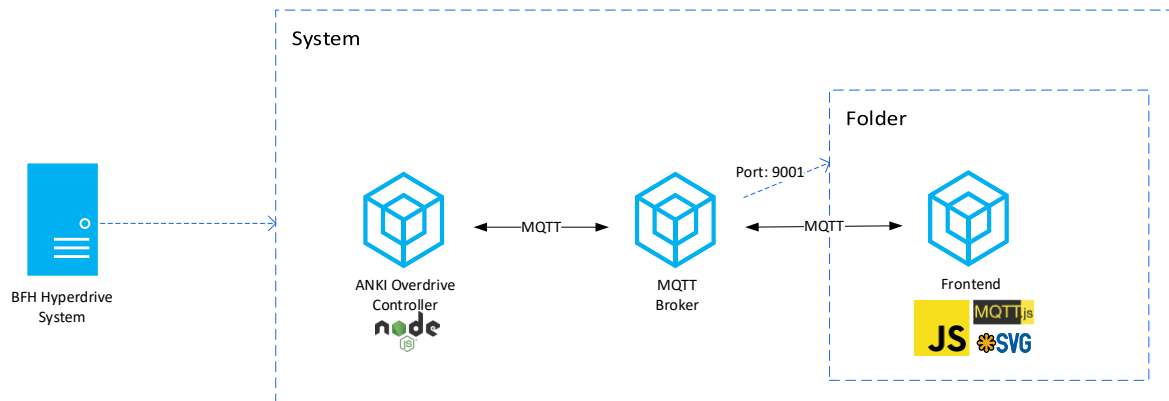 System
Folder
Port: 9001
MQTT
MQTT
BFH Hyperdrive
System
ANKI Overdrive
Controller
node
JS
MQTT
Broker
Frontend
JS
MQTT.js
SVG